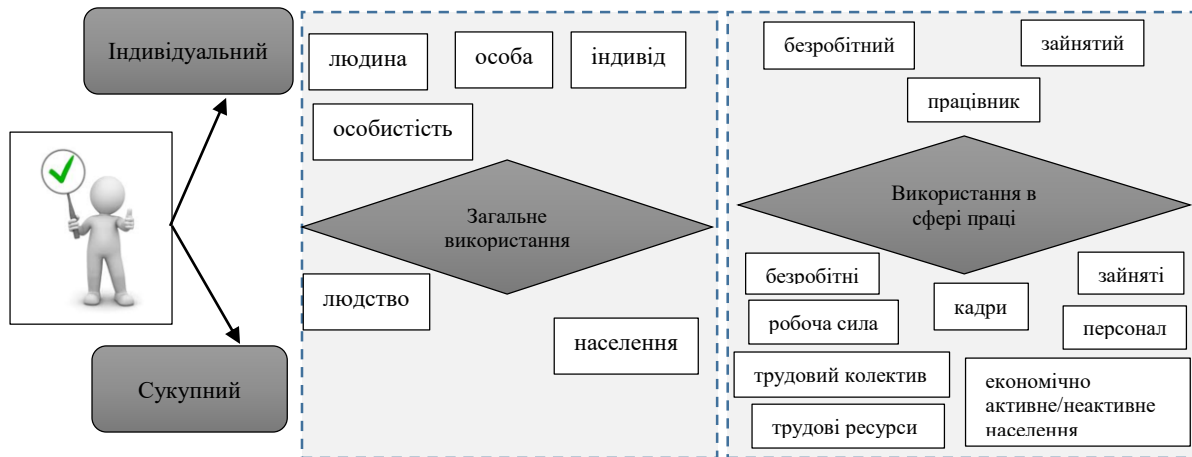 Індивідуальний
людина
особа
індивід
особистість
Загальне
використання
людство
населення
Сукупний
безробітний
зайнятий
працівник
Використання в
сфері праці
безробітні
зайняті
кадри
робоча сила
персонал
трудовий колектив
економічно
активне/неактивне
населення
трудові ресурси